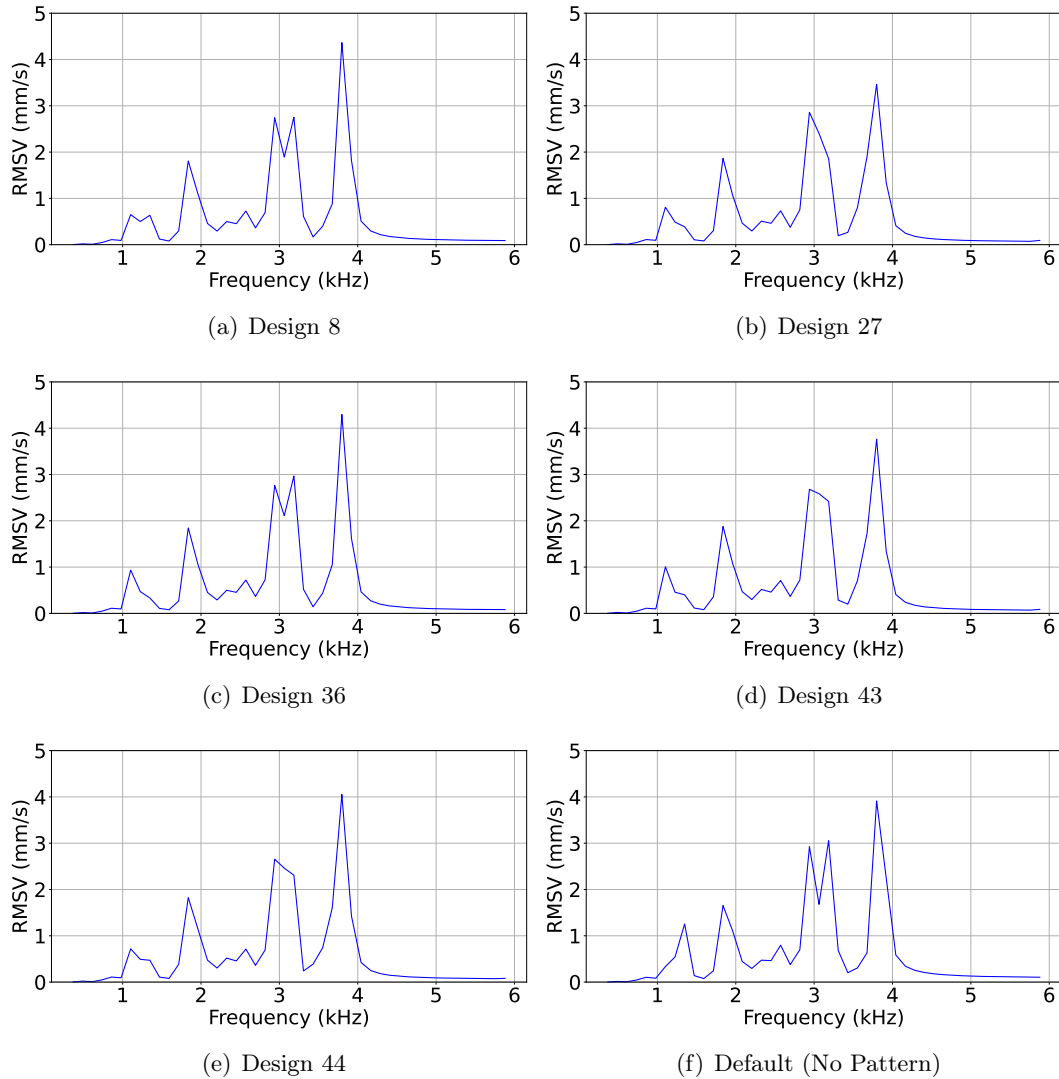 5
4
3
2
1
0
RMSV (mm/s)
1 2 3 4 5 6
Frequency (kHz)
(a) Design 8
5
4
3
2
1
0
RMSV (mm/s)
1 2 3 4 5 6
Frequency (kHz)
(b) Design 27
5
4
3
2
1
0
RMSV (mm/s)
1 2 3 4 5 6
Frequency (kHz)
(c) Design 36
5
4
3
2
1
0
RMSV (mm/s)
1 2 3 4 5 6
Frequency (kHz)
(d) Design 43
5
4
3
2
1
0
RMSV (mm/s)
1 2 3 4 5 6
Frequency (kHz)
(e) Design 44
5
4
3
2
1
0
RMSV (mm/s)
1 2 3 4 5 6
Frequency (kHz)
(f) Default (No Pattern)